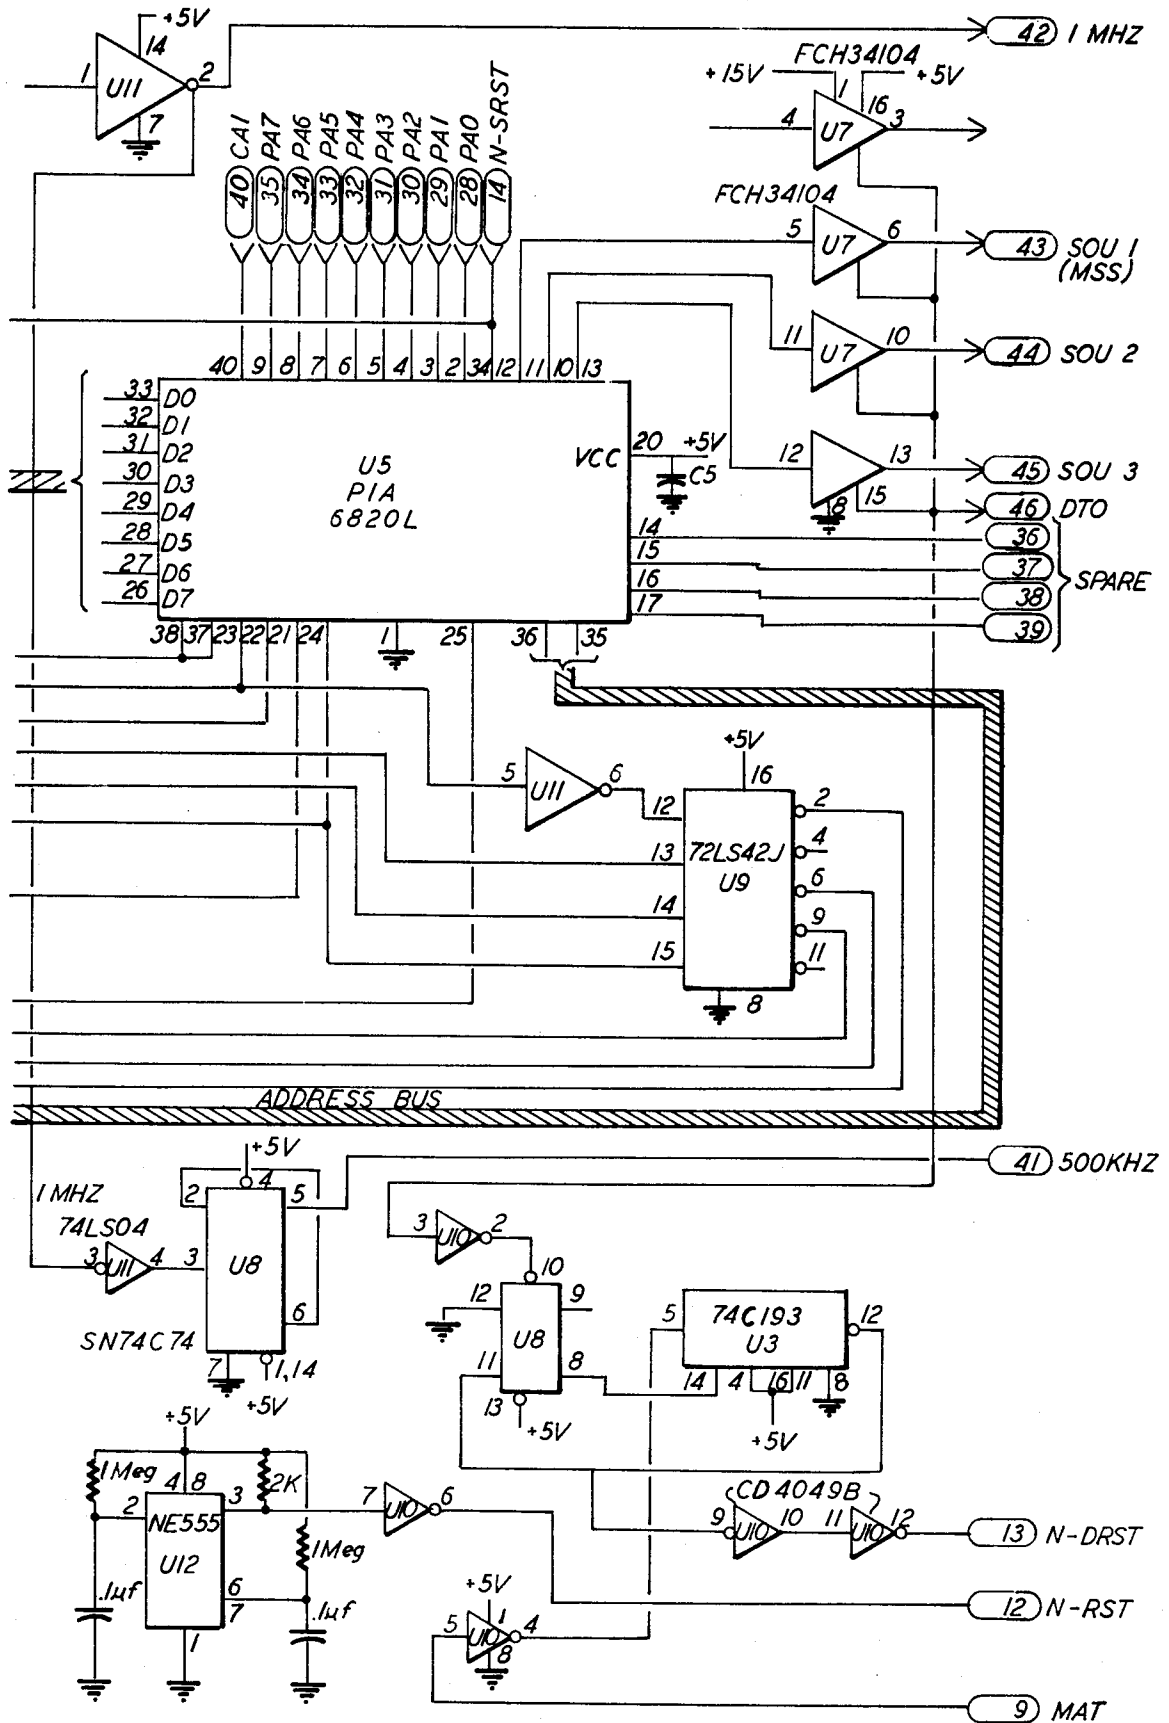 +5V
14
1
U11
2
7
42 1 MHZ
FCH34104
+15V
+5V
1
16
4
U7
3
CA1
PA7
PA6
PA5
PA4
PA3
PA2
PA1
PA0
N-SRST
40
35
34
33
32
31
30
29
28
14
FCH34104
5
U7
6
43 SOU 1
(MSS)
11
U7
10
44 SOU 2
12
13
8
15
45 SOU 3
46 DTO
36
37
38
39
SPARE
40 9 8 7 6 5 4 3 2 34 12 11 10 13
33 D0
32 D1
31 D2
30 D3
29 D4
28 D5
27 D6
26 D7
U5
PIA
6820L
VCC
20
+5V
C5
14
15
16
17
38 37 23 22 21 24
1
25
36
35
5
U11
6
+5V
16
12
13
14
15
72LS42J
U9
2
4
6
9
11
8
ADDRESS BUS
+5V
41 500KHZ
1 MHZ
74LS04
3
U11
4
2
4
5
3
U8
6
SN74C74
7
1,14
+5V
3
U10
2
10
12
9
U8
11
8
13
+5V
5
74C193
U3
12
14
4
16
11
8
+5V
+5V
1Meg
4
8
2K
2
3
NE555
U12
6
7
1Meg
.1µf
.1µf
1
7
U10
6
CD4049B
9
U10
10
11
U10
12
13 N-DRST
12 N-RST
+5V
1
5
U10
4
8
9 MAT